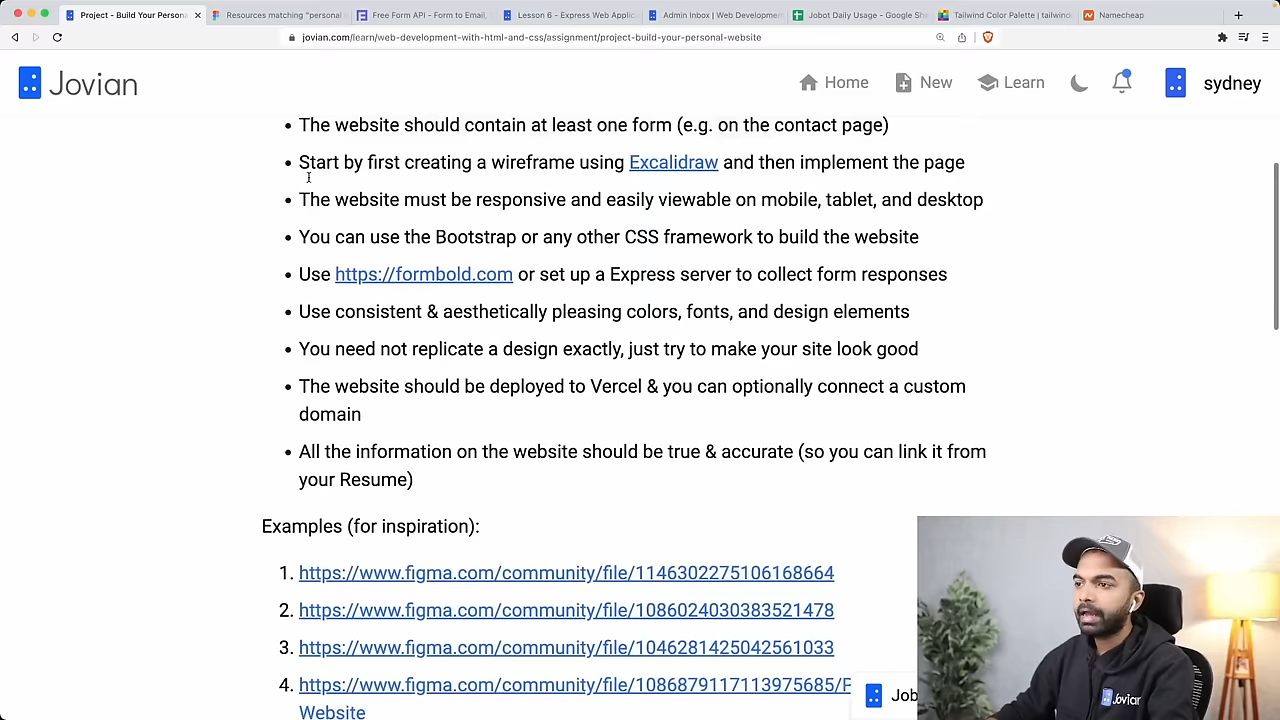 Project - Build Your Persona
Resources matching "personal
Free Form API - Form to Email,
Lesson 6 - Express Web Applic
Admin Inbox | Web Developme
Jobot Daily Usage - Google Sh
Tailwind Color Palette | tailwind
Namecheap
jovian.com/learn/web-development-with-html-and-css/assignment/project-build-your-personal-website
Jovian
Home
New
Learn
sydney
The website should contain at least one form (e.g. on the contact page)
Start by first creating a wireframe using Excalidraw and then implement the page
The website must be responsive and easily viewable on mobile, tablet, and desktop
You can use the Bootstrap or any other CSS framework to build the website
Use https://formbold.com or set up a Express server to collect form responses
Use consistent & aesthetically pleasing colors, fonts, and design elements
You need not replicate a design exactly, just try to make your site look good
The website should be deployed to Vercel & you can optionally connect a custom
domain
All the information on the website should be true & accurate (so you can link it from
your Resume)
Examples (for inspiration):
1. https://www.figma.com/community/file/1146302275106168664
2. https://www.figma.com/community/file/1086024030383521478
3. https://www.figma.com/community/file/1046281425042561033
4. https://www.figma.com/community/file/1086879117113975685/P
Website
Job
Jovian